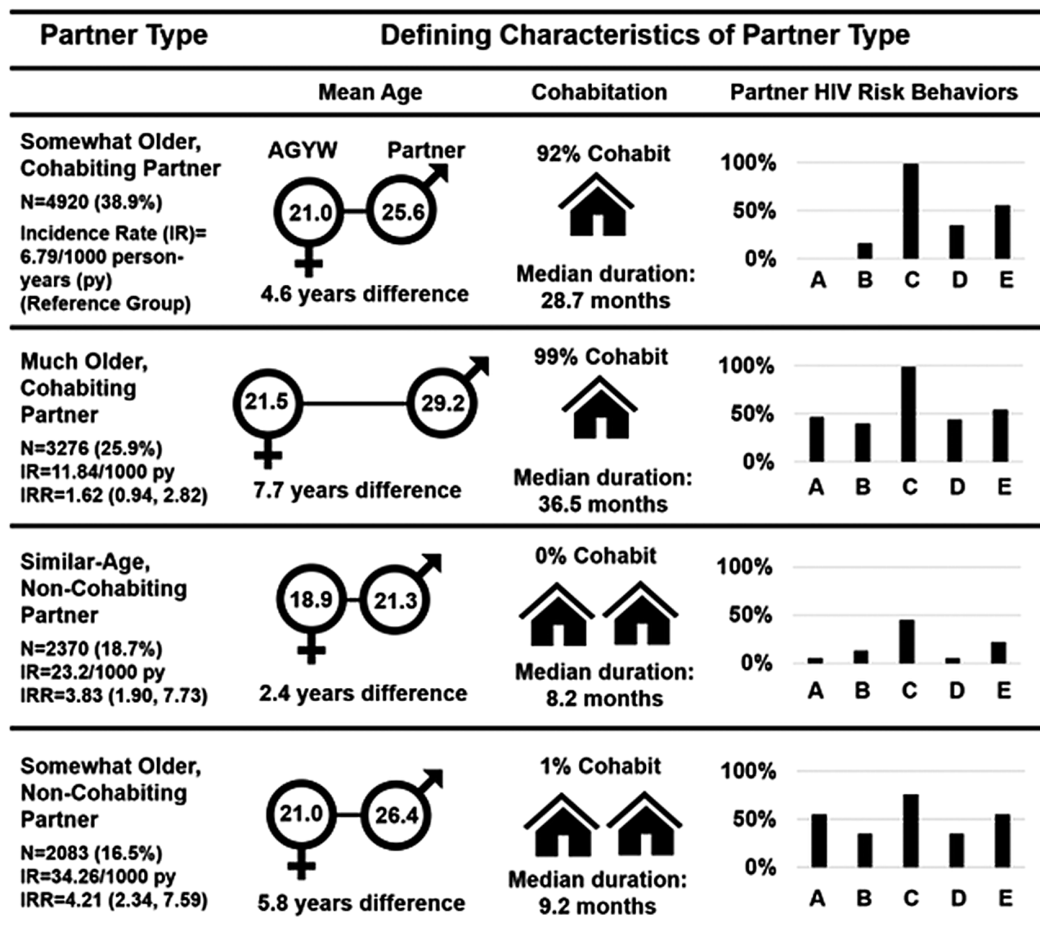 Partner Type
Defining Characteristics of Partner Type
Mean Age
Cohabitation
Partner HIV Risk Behaviors
Somewhat Older,
Cohabiting Partner
N=4920 (38.9%)
Incidence Rate (IR)=
6.79/1000 person-
years (py)
(Reference Group)
AGYW
Partner
21.0
25.6
4.6 years difference
92% Cohabit
Median duration:
28.7 months
100%
50%
0%
A B C D E
Much Older,
Cohabiting
Partner
N=3276 (25.9%)
IR=11.84/1000 py
IRR=1.62 (0.94, 2.82)
21.5
29.2
7.7 years difference
99% Cohabit
Median duration:
36.5 months
100%
50%
0%
A B C D E
Similar-Age,
Non-Cohabiting
Partner
N=2370 (18.7%)
IR=23.2/1000 py
IRR=3.83 (1.90, 7.73)
18.9
21.3
2.4 years difference
0% Cohabit
Median duration:
8.2 months
100%
50%
0%
A B C D E
Somewhat Older,
Non-Cohabiting
Partner
N=2083 (16.5%)
IR=34.26/1000 py
IRR=4.21 (2.34, 7.59)
21.0
26.4
5.8 years difference
1% Cohabit
Median duration:
9.2 months
100%
50%
0%
A B C D E